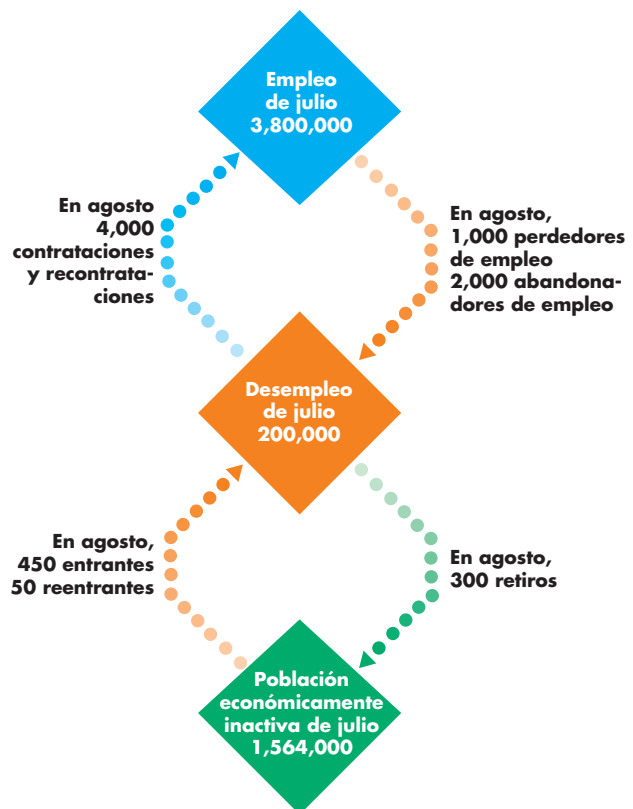 Empleo
de julio
3,800,000
En agosto
4,000
contrataciones
y recontrata-
ciones
En agosto,
1,000 perdedores
de empleo
2,000 abandona-
dores de empleo
Desempleo
de julio
200,000
En agosto,
450 entrantes
50 reentrantes
En agosto,
300 retiros
Población
económicamente
inactiva de julio
1,564,000